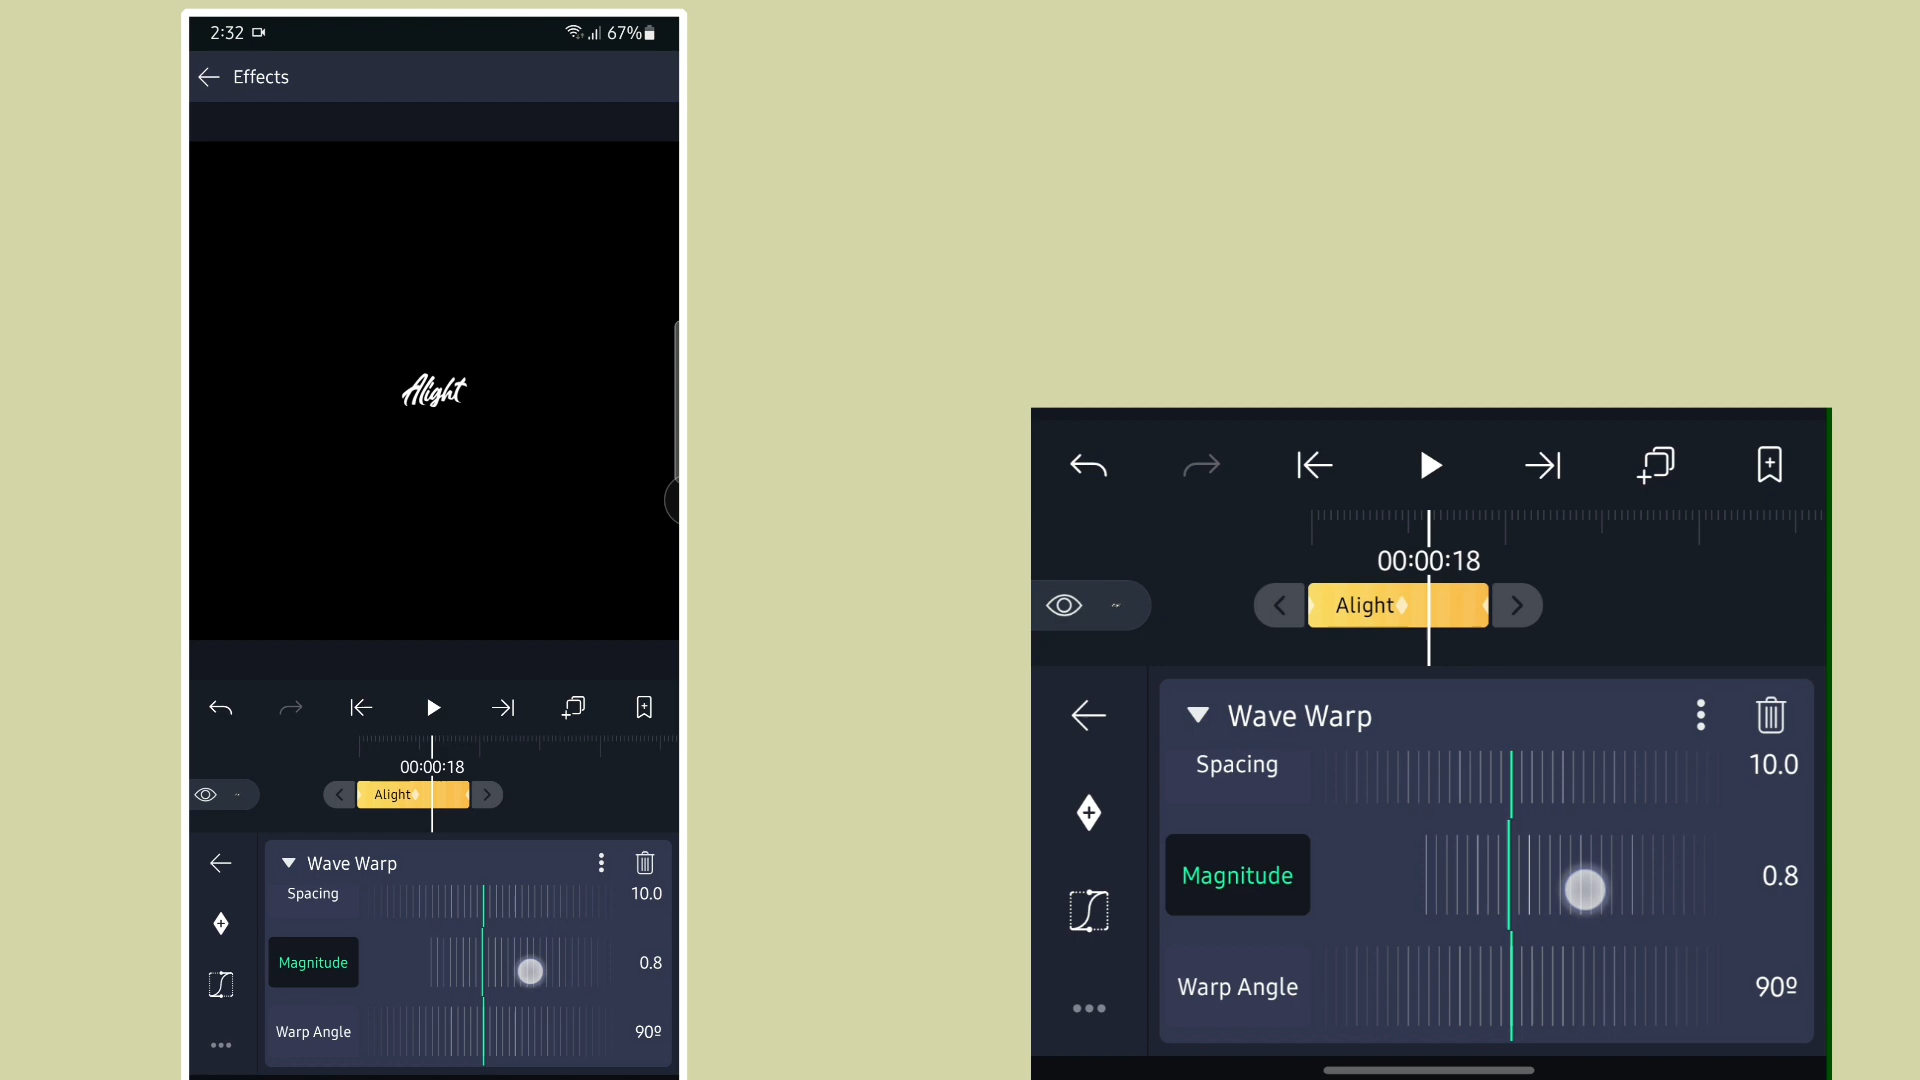 2:32
67%
Effects
Alight
00:00:18
Alight
Wave Warp
Spacing
10.0
Magnitude
0.8
Warp Angle
90º
00:00:18
Alight
Wave Warp
Spacing
10.0
Magnitude
0.8
Warp Angle
90º